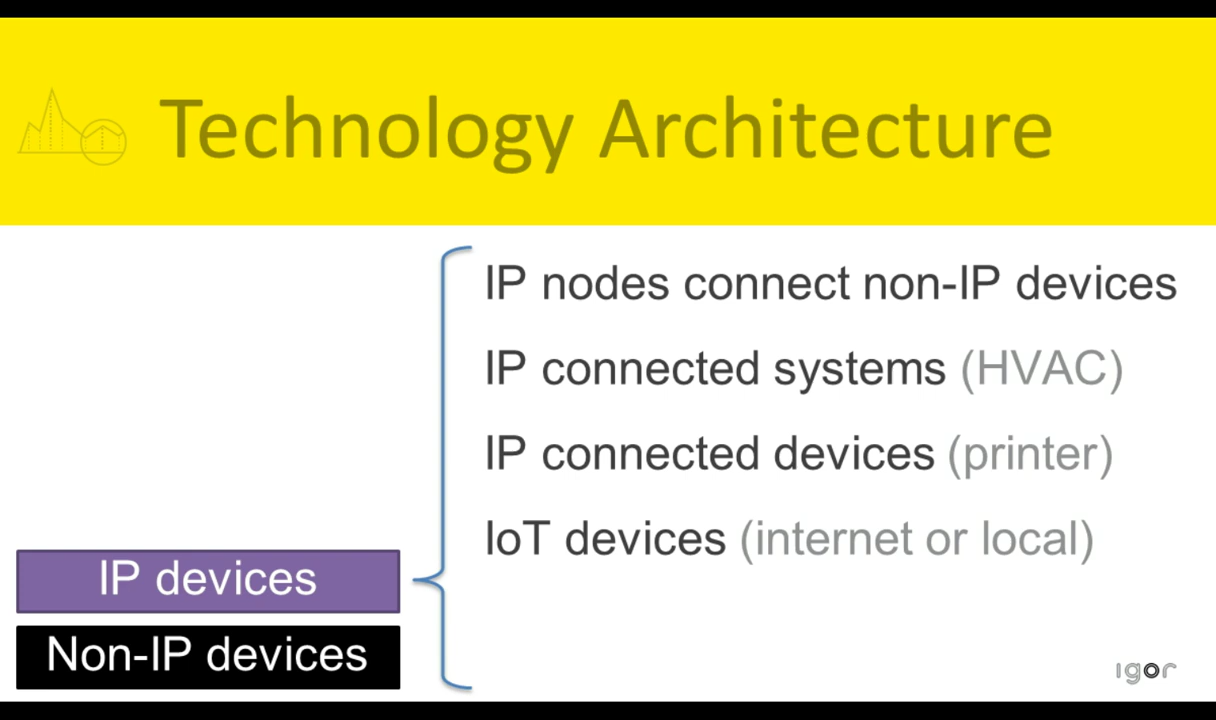 Technology Architecture
IP nodes connect non-IP devices
IP connected systems (HVAC)
IP connected devices (printer)
IoT devices (internet or local)
IP devices
Non-IP devices
igor